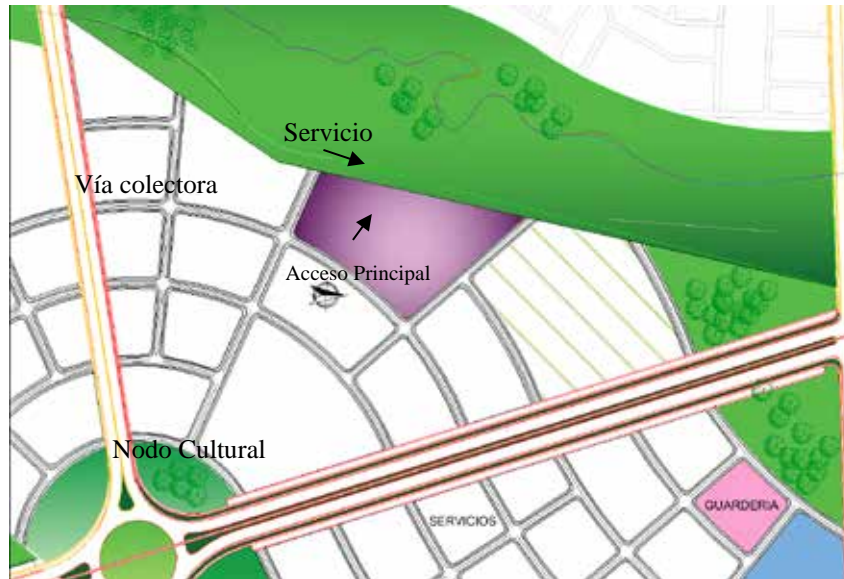 Servicio
Vía colectora
Acceso Principal
Nodo Cultural
SERVICIOS
GUARDERIA